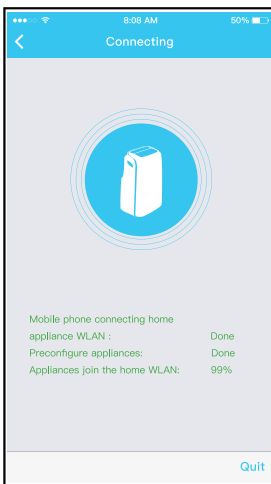 8:08 AM 50%
Connecting
Mobile phone connecting home
appliance WLAN : Done
Preconfigure appliances: Done
Appliances join the home WLAN: 99%
Quit